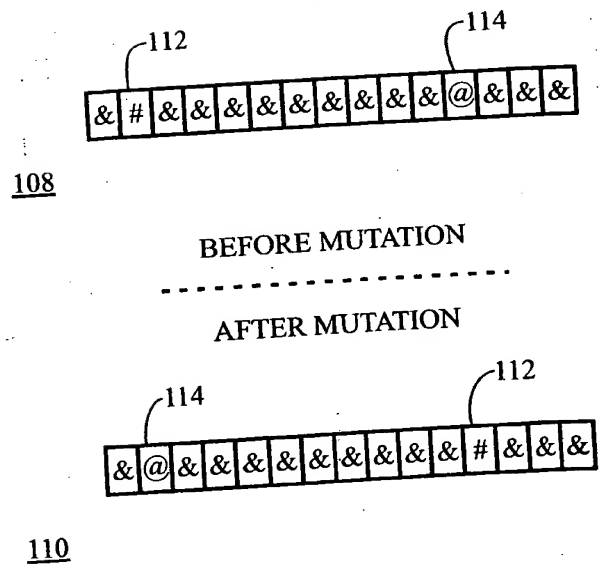 112 114
& # & & & & & & & & & @ & & &
108
BEFORE MUTATION
AFTER MUTATION
114 112
& @ & & & & & & & & & # & & &
110